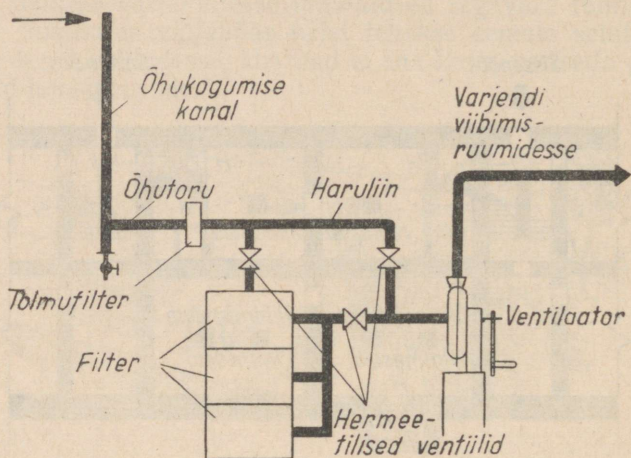 Õhukogumise
kanal
Varjendi
viibimis-
ruumidesse
Õhutoru
Haruliin
Tolmufilter
Ventilaator
Filter
Hermee-
tilised ventiilid